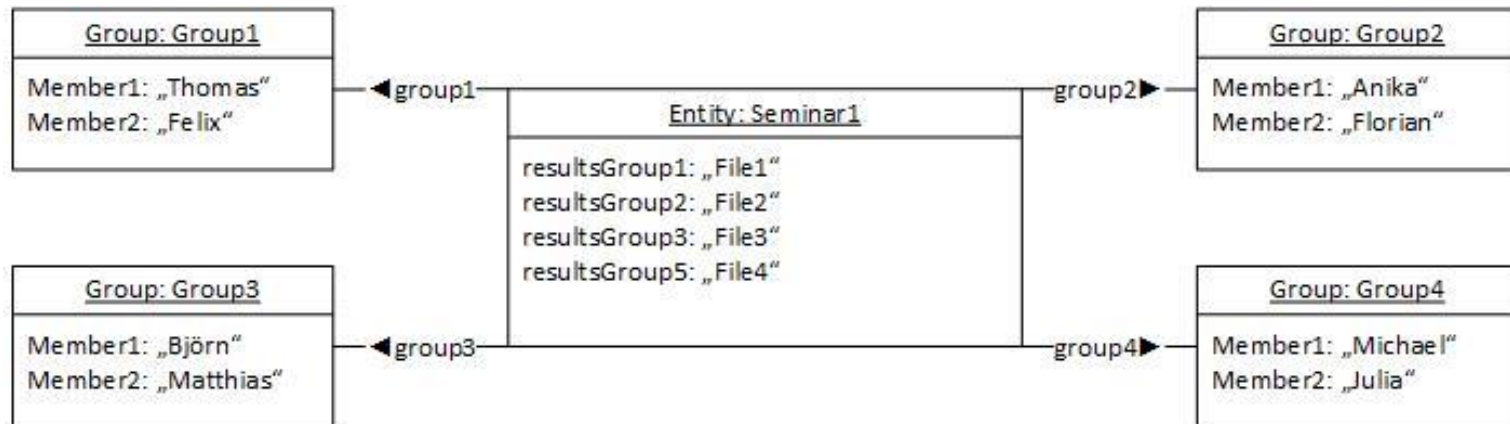 Group: Group1
Member1: „Thomas“
Member2: „Felix“
group1
Entity: Seminar1
resultsGroup1: „File1“
resultsGroup2: „File2“
resultsGroup3: „File3“
resultsGroup5: „File4“
group2
Group: Group2
Member1: „Anika“
Member2: „Florian“
Group: Group3
Member1: „Björn“
Member2: „Matthias“
group3
group4
Group: Group4
Member1: „Michael“
Member2: „Julia“